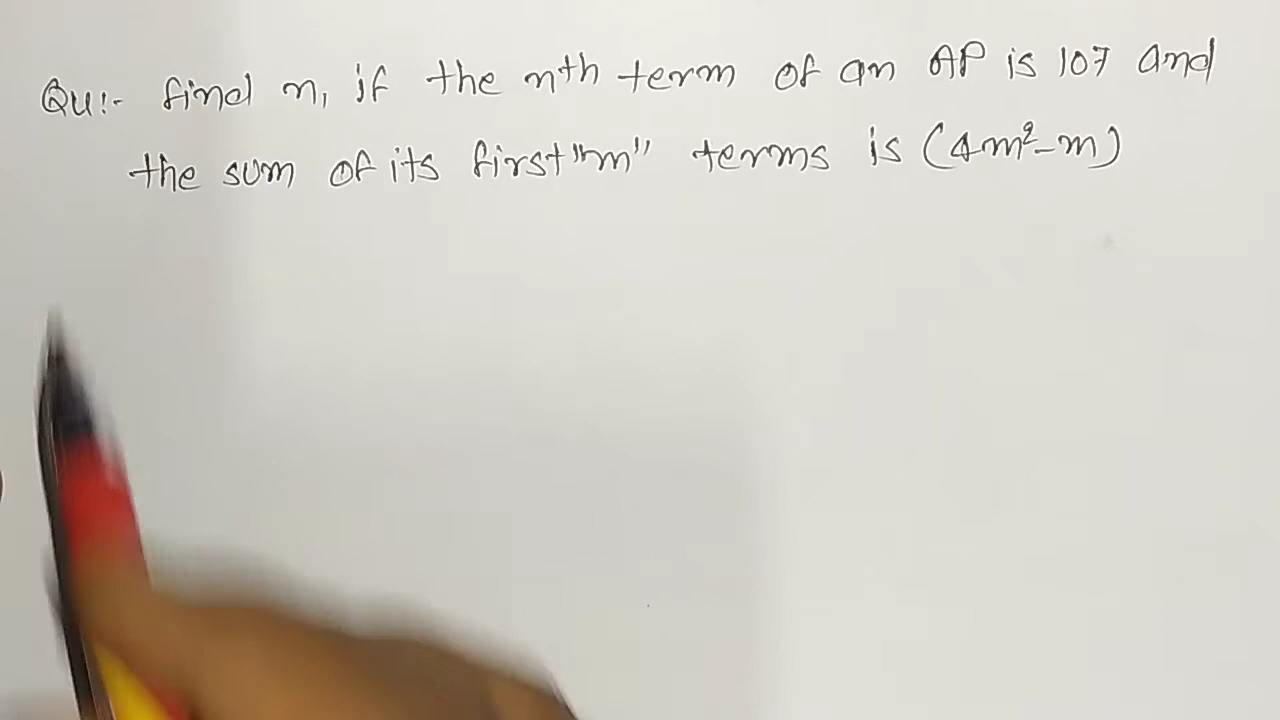 Qu:- find n, if the nth term of an AP is 107 and
the sum of its first "m" terms is (4m²-m)